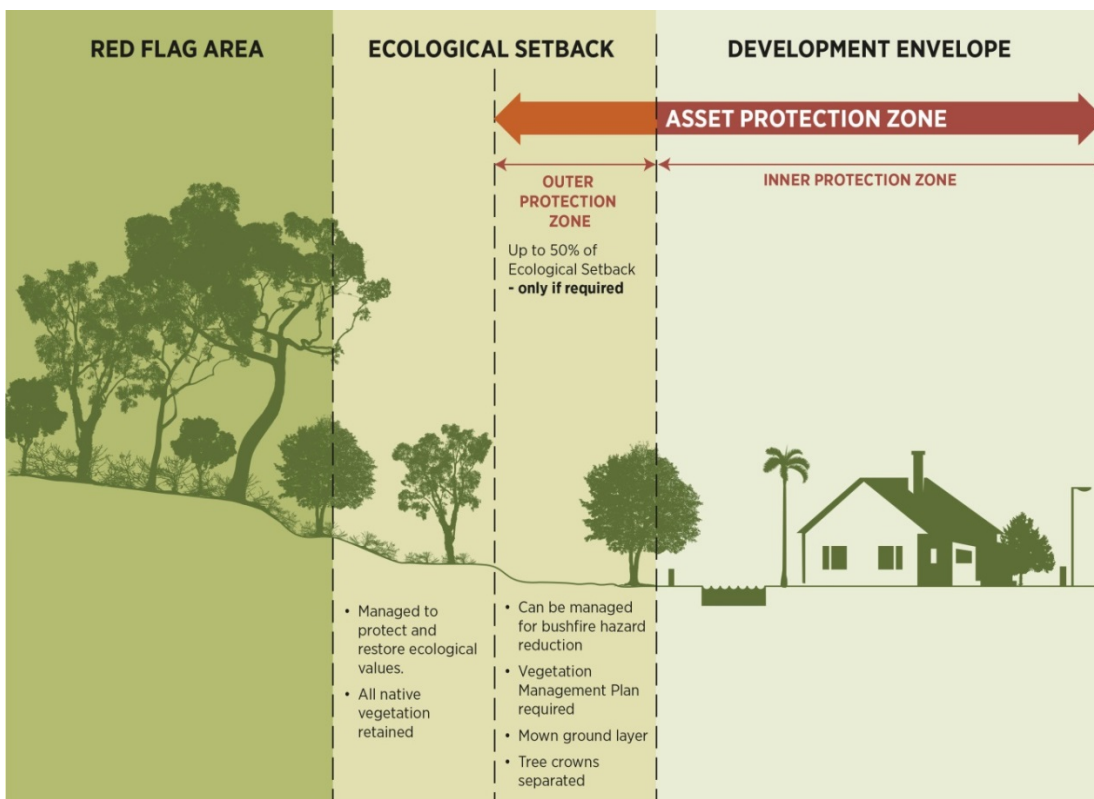 RED FLAG AREA
ECOLOGICAL SETBACK
DEVELOPMENT ENVELOPE
ASSET PROTECTION ZONE
OUTER
PROTECTION
ZONE
INNER PROTECTION ZONE
Up to 50% of
Ecological Setback
- only if required
• Managed to
protect and
restore ecological
values.
• All native
vegetation
retained
• Can be managed
for bushfire hazard
reduction
• Vegetation
Management Plan
required
• Mown ground layer
• Tree crowns
separated